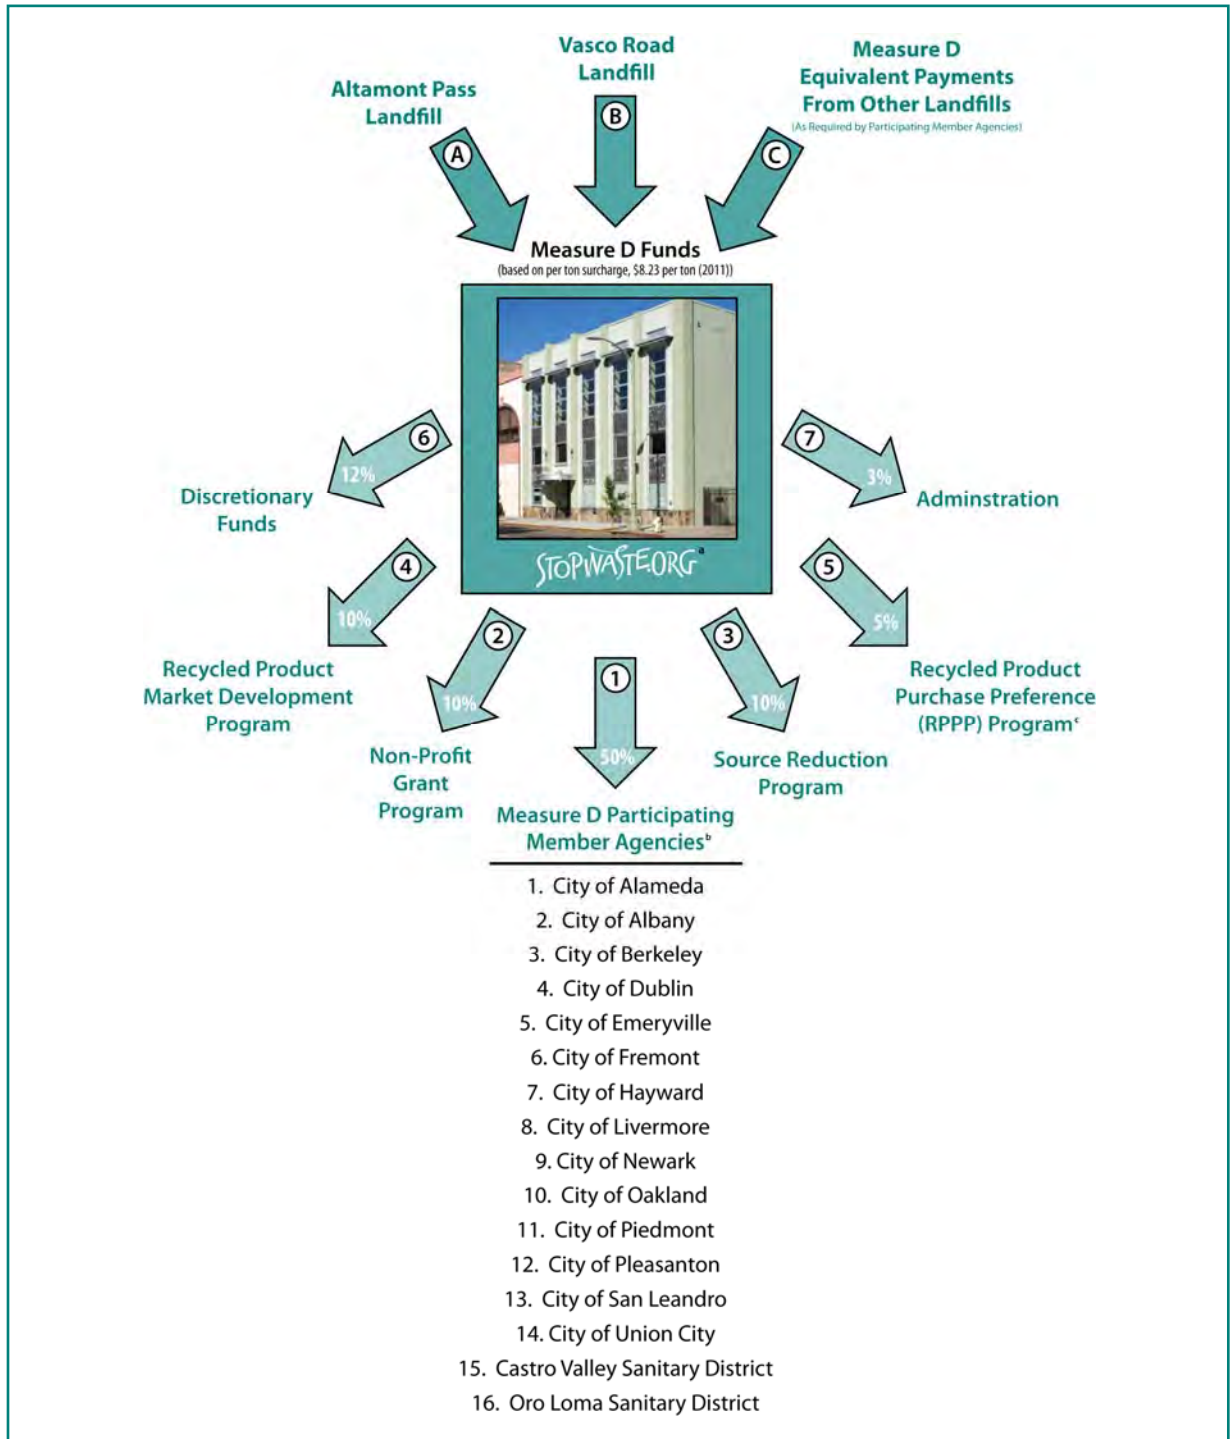 Vasco Road
Landfill
Measure D
Equivalent Payments
From Other Landfills
(As Required by Participating Member Agencies)
Altamont Pass
Landfill
A
B
C
Measure D Funds
(based on per ton surcharge, $8.23 per ton (2011))
STOPWASTE.ORG a
6
12%
Discretionary
Funds
7
3%
Adminstration
4
10%
Recycled Product
Market Development
Program
5
5%
Recycled Product
Purchase Preference
(RPPP) Program c
2
10%
Non-Profit
Grant
Program
3
10%
Source Reduction
Program
1
50%
Measure D Participating
Member Agencies b
1. City of Alameda
2. City of Albany
3. City of Berkeley
4. City of Dublin
5. City of Emeryville
6. City of Fremont
7. City of Hayward
8. City of Livermore
9. City of Newark
10. City of Oakland
11. City of Piedmont
12. City of Pleasanton
13. City of San Leandro
14. City of Union City
15. Castro Valley Sanitary District
16. Oro Loma Sanitary District